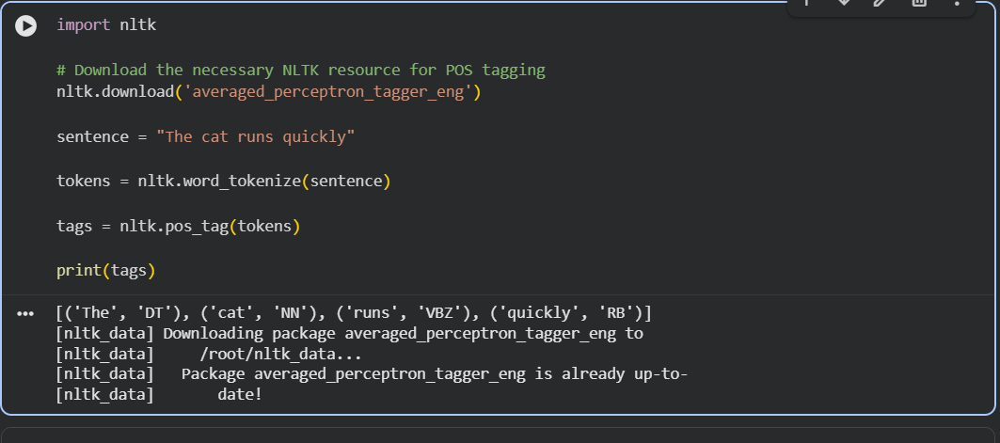 import nltk
# Download the necessary NLTK resource for POS tagging
nltk.download('averaged_perceptron_tagger_eng')
sentence = "The cat runs quickly"
tokens = nltk.word_tokenize(sentence)
tags = nltk.pos_tag(tokens)
print(tags)
[('The', 'DT'), ('cat', 'NN'), ('runs', 'VBZ'), ('quickly', 'RB')]
[nltk_data] Downloading package averaged_perceptron_tagger_eng to
[nltk_data]     /root/nltk_data...
[nltk_data]   Package averaged_perceptron_tagger_eng is already up-to-
[nltk_data]       date!